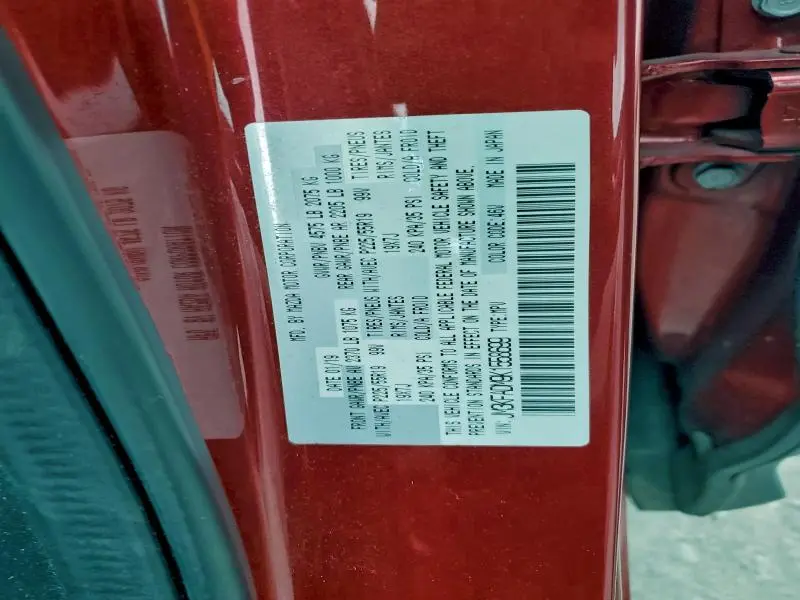 MFD. BY MAZDA MOTOR CORPORATION
DATE 01/19 GVWR/PNBV 4575 LB 2075 KG
FRONT GAWR/PNBE AV 2370 LB 1075 KG REAR GAWR/PNBE AR 2205 LB 1000 KG
WITH/AVEC P225/55R19 99V TIRES/PNEUS WITH/AVEC P225/55R19 99V TIRES/PNEUS
19X7J RIMS/JANTES 19X7J RIMS/JANTES
240 KPA/35 PSI COLD/A FROID 240 KPA/35 PSI COLD/A FROID
THIS VEHICLE CONFORMS TO ALL APPLICABLE FEDERAL MOTOR VEHICLE SAFETY AND THEFT
PREVENTION STANDARDS IN EFFECT ON THE DATE OF MANUFACTURE SHOWN ABOVE.
VIN: TYPE:MPV COLOR CODE:46V MADE IN JAPAN